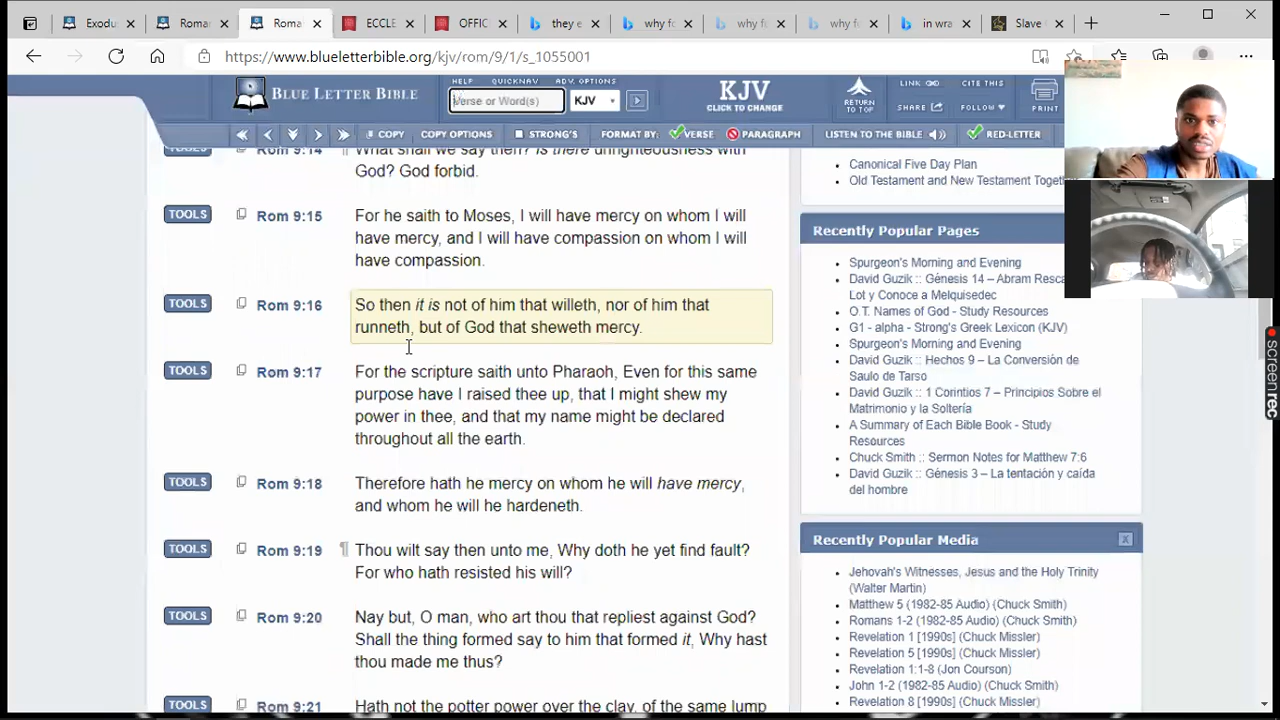 Exodu
Roman
Roma
ECCLE
OFFIC
they e
why fo
why fo
why fo
in wra
Slave
https://www.blueletterbible.org/kjv/rom/9/1/s_1055001
HELP QUICKNAV ADV. OPTIONS
BLUE LETTER BIBLE
Verse or Word(s)
KJV
KJV
CLICK TO CHANGE
RETURN
TO TOP
LINK
CITE THIS
SHARE
FOLLOW
PRINT
COPY
COPY OPTIONS
STRONG'S
FORMAT BY:
VERSE
PARAGRAPH
LISTEN TO THE BIBLE
RED-LETTER
TOOLS Rom 9:14 ¶ What shall we say then? Is there unrighteousness with
God? God forbid.
TOOLS Rom 9:15 For he saith to Moses, I will have mercy on whom I will
have mercy, and I will have compassion on whom I will
have compassion.
TOOLS Rom 9:16 So then it is not of him that willeth, nor of him that
runneth, but of God that sheweth mercy.
TOOLS Rom 9:17 For the scripture saith unto Pharaoh, Even for this same
purpose have I raised thee up, that I might shew my
power in thee, and that my name might be declared
throughout all the earth.
TOOLS Rom 9:18 Therefore hath he mercy on whom he will have mercy,
and whom he will he hardeneth.
TOOLS Rom 9:19 ¶ Thou wilt say then unto me, Why doth he yet find fault?
For who hath resisted his will?
TOOLS Rom 9:20 Nay but, O man, who art thou that repliest against God?
Shall the thing formed say to him that formed it, Why hast
thou made me thus?
TOOLS Rom 9:21 Hath not the potter power over the clay, of the same lump
Canonical Five Day Plan
Old Testament and New Testament Togeth
Recently Popular Pages
Spurgeon's Morning and Evening
David Guzik :: Génesis 14 – Abram Resca
Lot y Conoce a Melquisedec
O.T. Names of God - Study Resources
G1 - alpha - Strong's Greek Lexicon (KJV)
Spurgeon's Morning and Evening
David Guzik :: Hechos 9 – La Conversión de
Saulo de Tarso
David Guzik :: 1 Corintios 7 – Principios Sobre el
Matrimonio y la Soltería
A Summary of Each Bible Book - Study
Resources
Chuck Smith :: Sermon Notes for Matthew 7:6
David Guzik :: Génesis 3 – La tentación y caída
del hombre
Recently Popular Media
Jehovah's Witnesses, Jesus and the Holy Trinity
(Walter Martin)
Matthew 5 (1982-85 Audio) (Chuck Smith)
Romans 1-2 (1982-85 Audio) (Chuck Smith)
Revelation 1 [1990s] (Chuck Missler)
Revelation 5 [1990s] (Chuck Missler)
Revelation 1:1-8 (Jon Courson)
John 1-2 (1982-85 Audio) (Chuck Smith)
Revelation 8 [1990s] (Chuck Missler)
screenrec